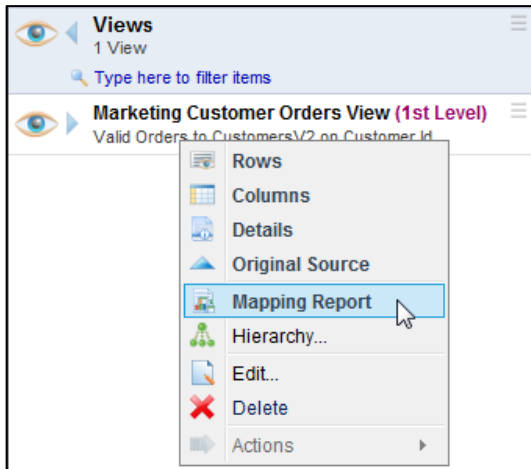 Views
1 View
Type here to filter items
Marketing Customer Orders View (1st Level)
Valid Orders to CustomersV2 on Customer Id
Rows
Columns
Details
Original Source
Mapping Report
Hierarchy...
Edit...
Delete
Actions